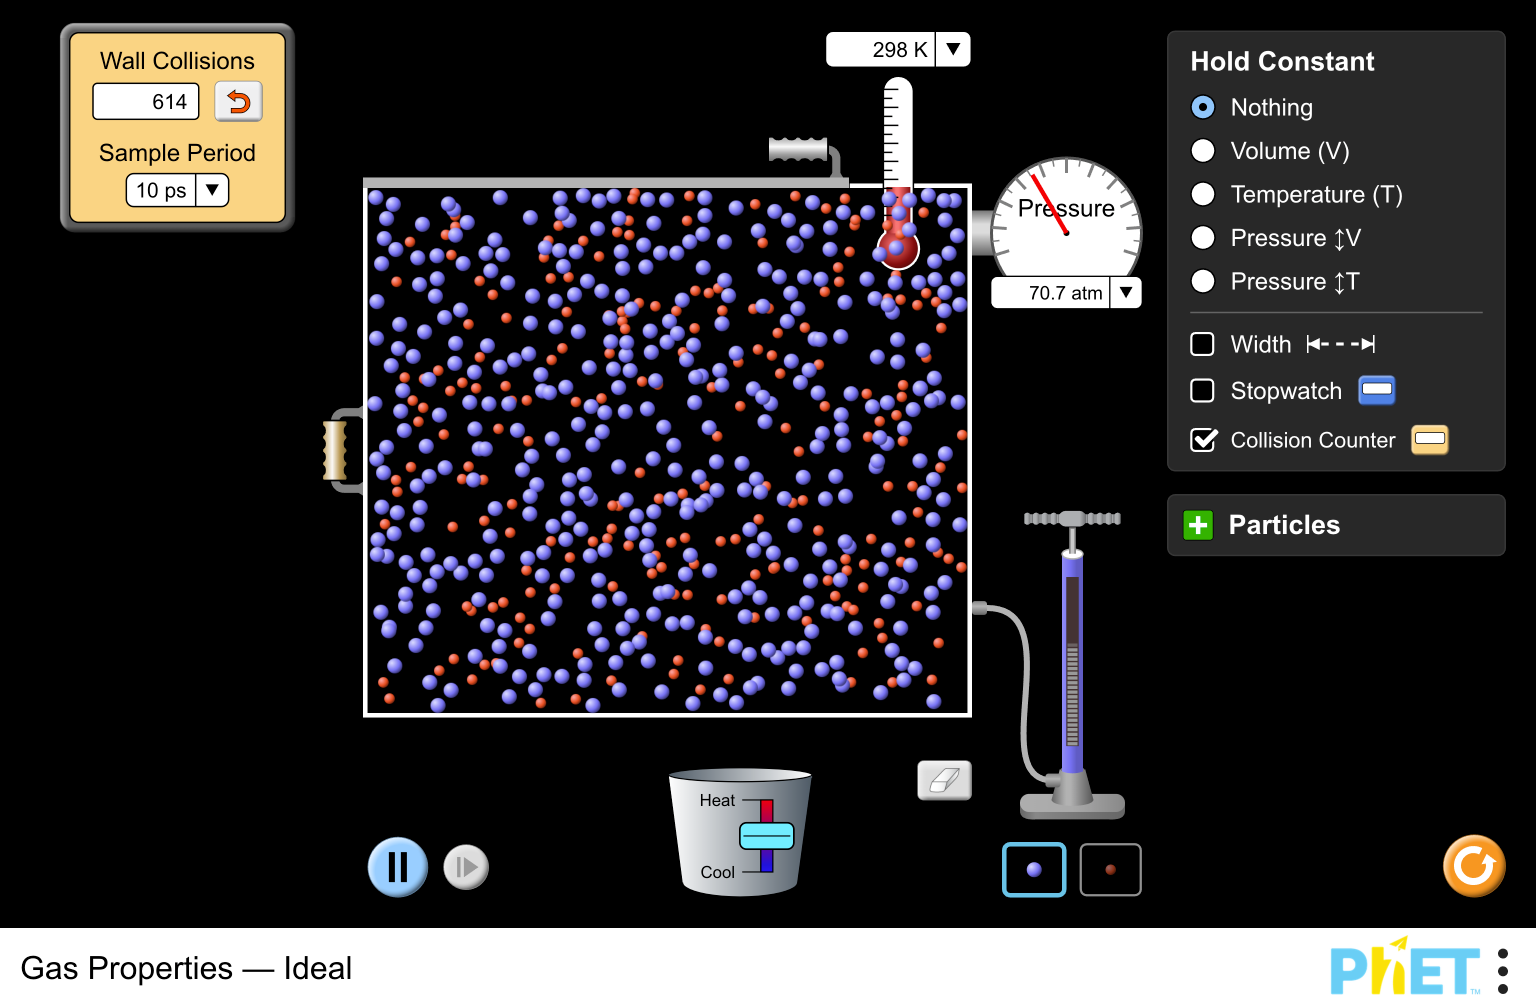 Wall Collisions
614
Sample Period
10 ps
298 K
Pressure
70.7 atm
Hold Constant
Nothing
Volume (V)
Temperature (T)
Pressure ↕V
Pressure ↕T
Width
Stopwatch
Collision Counter
Particles
Heat
Cool
Gas Properties — Ideal
PhET™